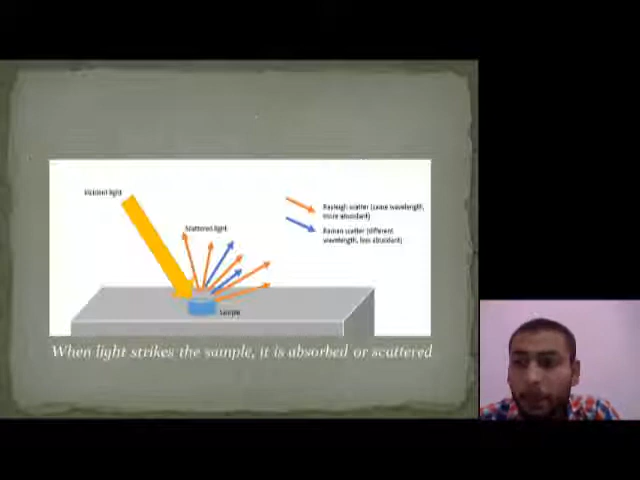 Incident light
Scattered light
Rayleigh scatter (same wavelength,
more abundant)
Raman scatter (different
wavelength, less abundant)
Sample
When light strikes the sample, it is absorbed or scattered